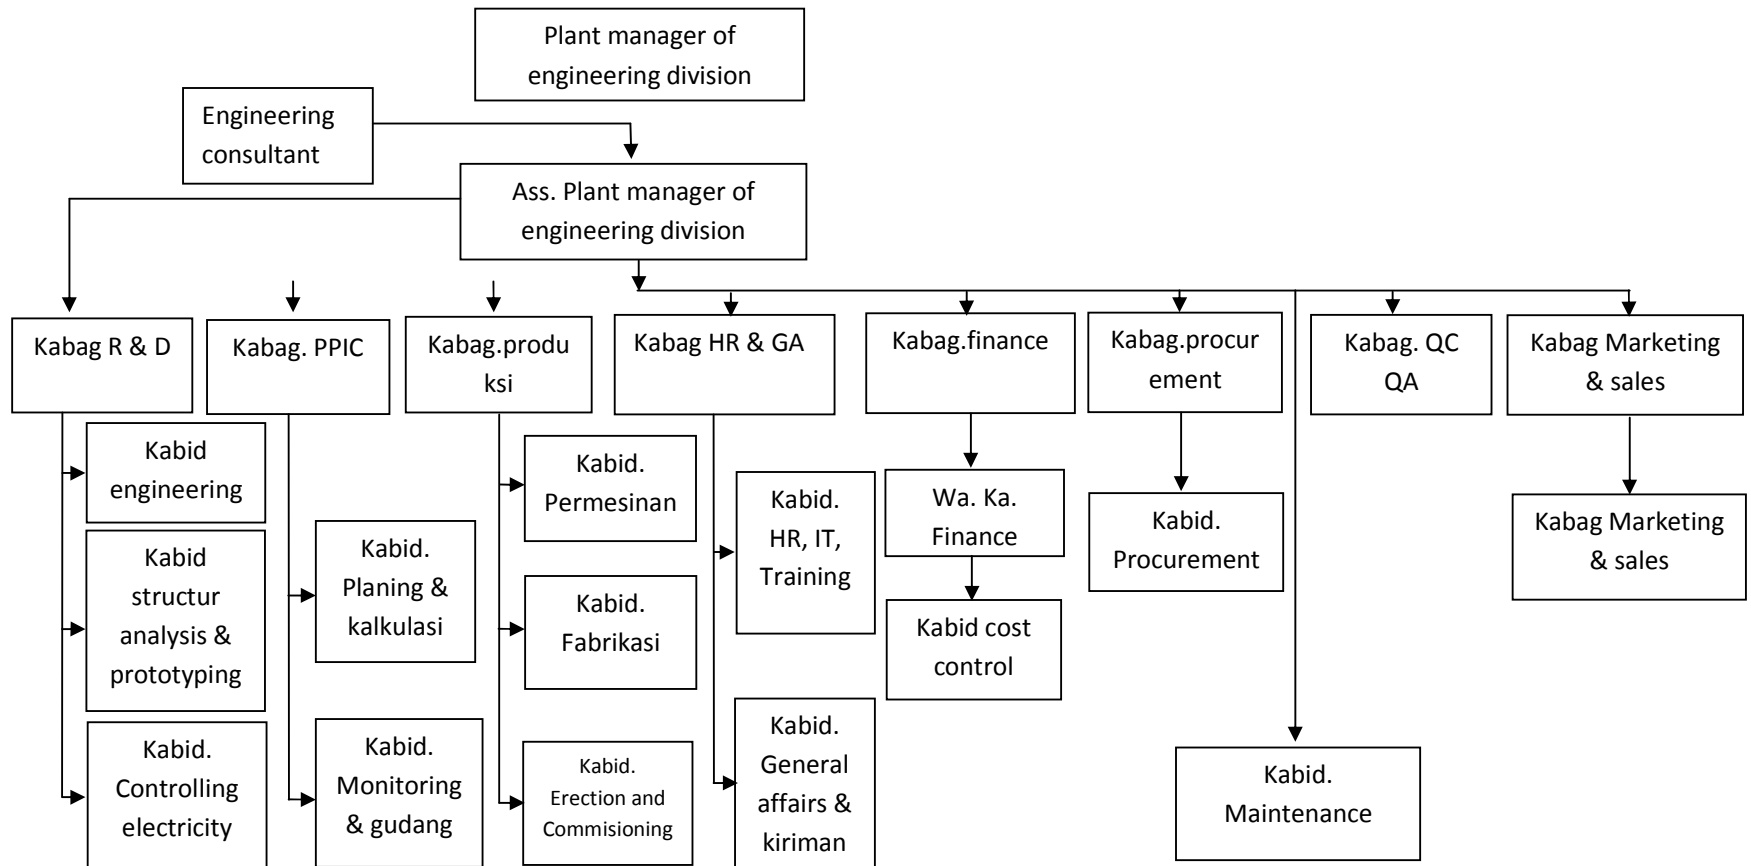 Plant manager of
engineering division
Engineering
consultant
Ass. Plant manager of
engineering division
Kabag R & D
Kabag. PPIC
Kabag.produ
ksi
Kabag HR & GA
Kabag.finance
Kabag.procur
ement
Kabag. QC
QA
Kabag Marketing
& sales
Kabid
engineering
Kabid
structur
analysis &
prototyping
Kabid.
Controlling
electricity
Kabid.
Planing &
kalkulasi
Kabid.
Monitoring
& gudang
Kabid.
Permesinan
Kabid.
Fabrikasi
Kabid.
Erection and
Commisioning
Kabid.
HR, IT,
Training
Kabid.
General
affairs &
kiriman
Wa. Ka.
Finance
Kabid cost
control
Kabid.
Procurement
Kabid.
Maintenance
Kabag Marketing
& sales